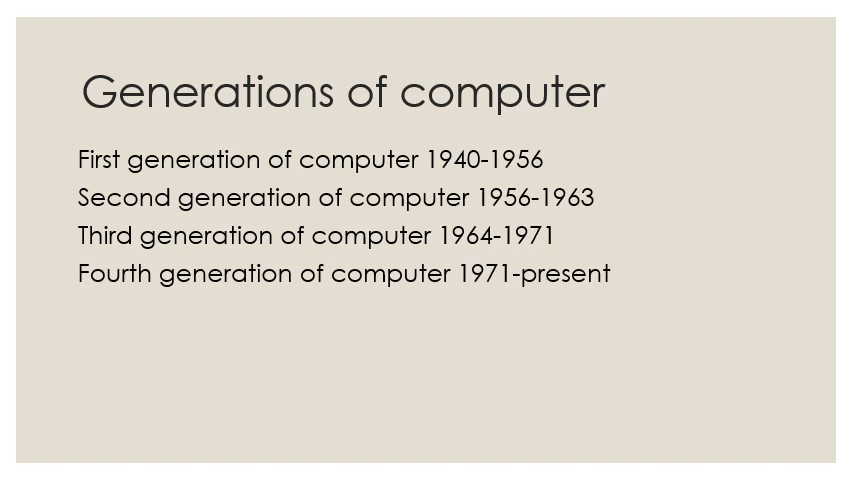 Generations of computer
First generation of computer 1940-1956
Second generation of computer 1956-1963
Third generation of computer 1964-1971
Fourth generation of computer 1971-present